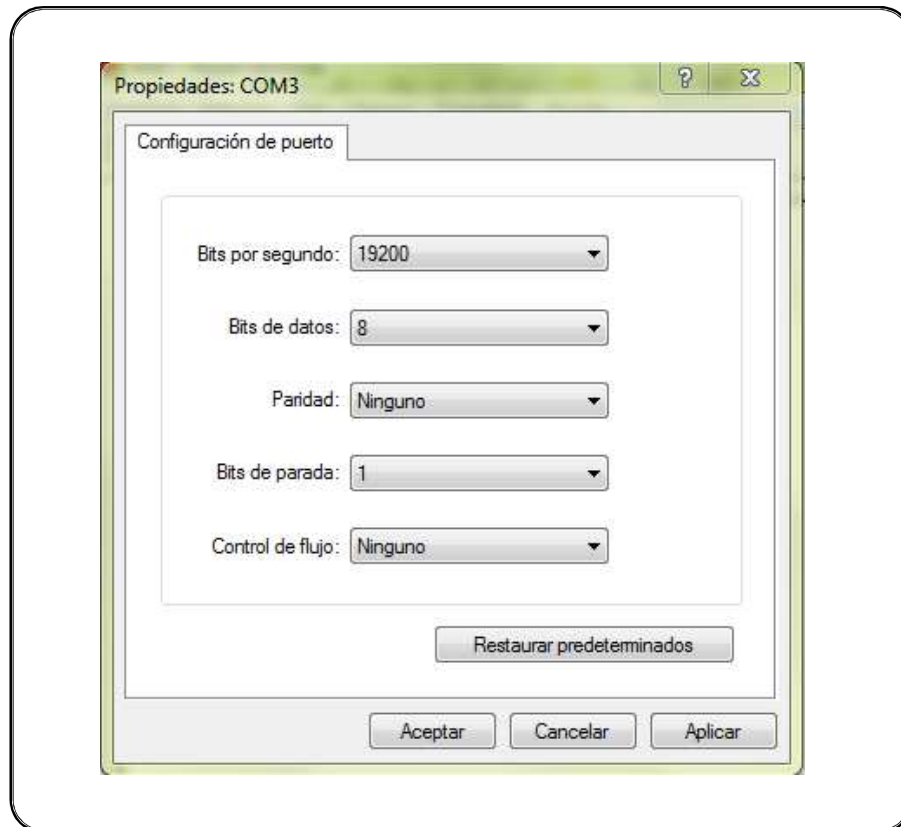 Propiedades: COM3
Configuración de puerto
Bits por segundo: 19200
Bits de datos: 8
Paridad: Ninguno
Bits de parada: 1
Control de flujo: Ninguno
Restaurar predeterminados
Aceptar Cancelar Aplicar